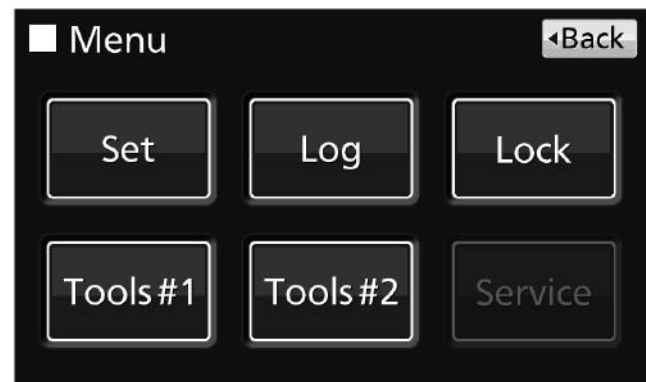 Menu
◂Back
Set
Log
Lock
Tools#1
Tools#2
Service